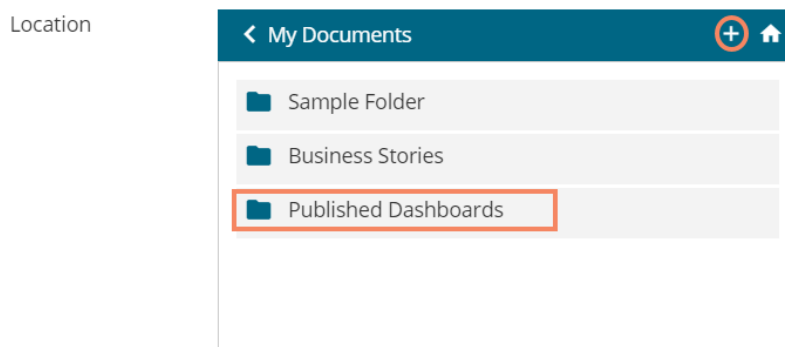 Location
My Documents
Sample Folder
Business Stories
Published Dashboards